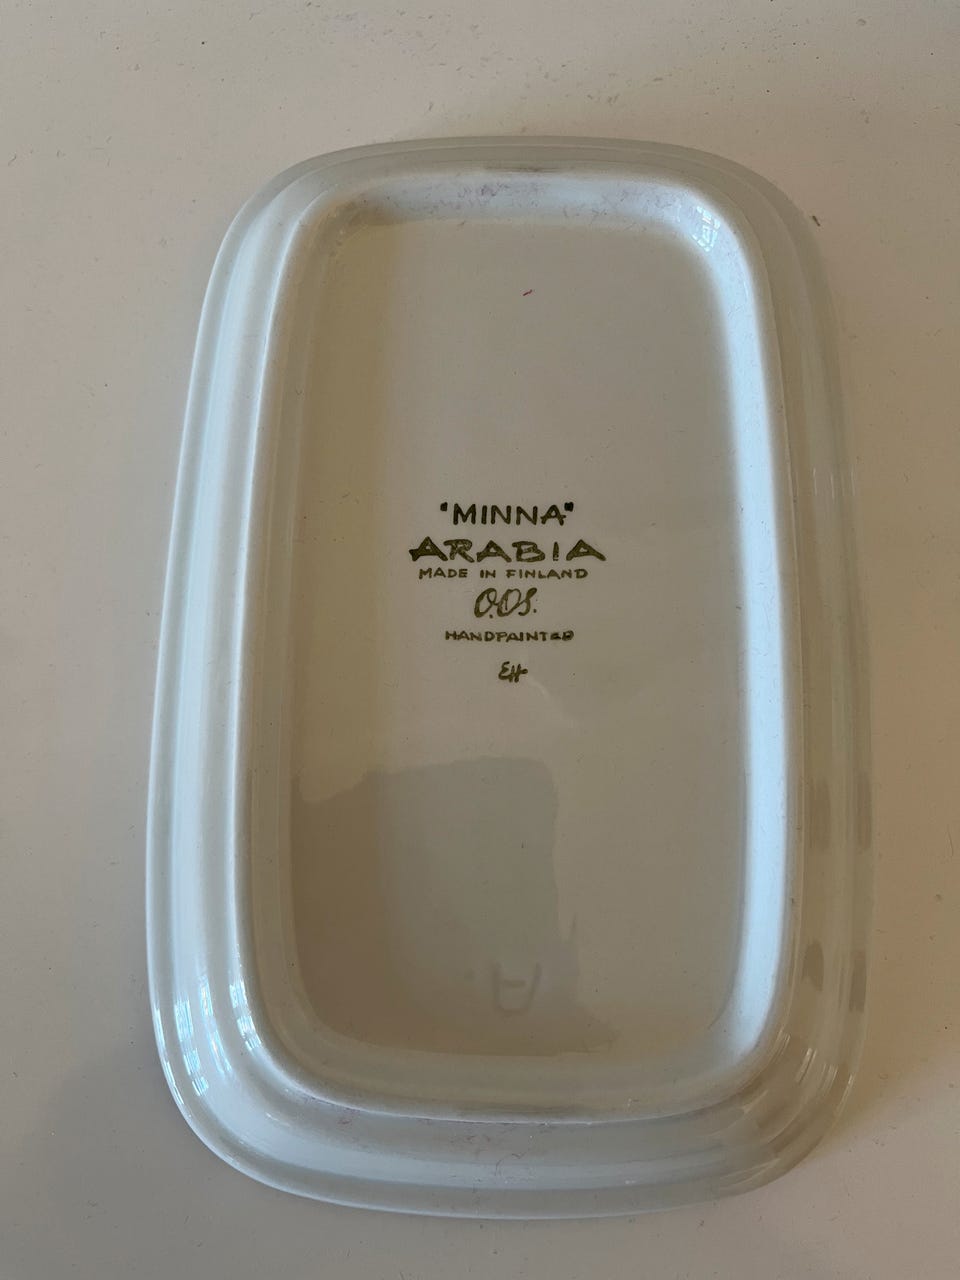 "MINNA"
ARABIA
MADE IN FINLAND
O.OS.
HANDPAINTED
EH